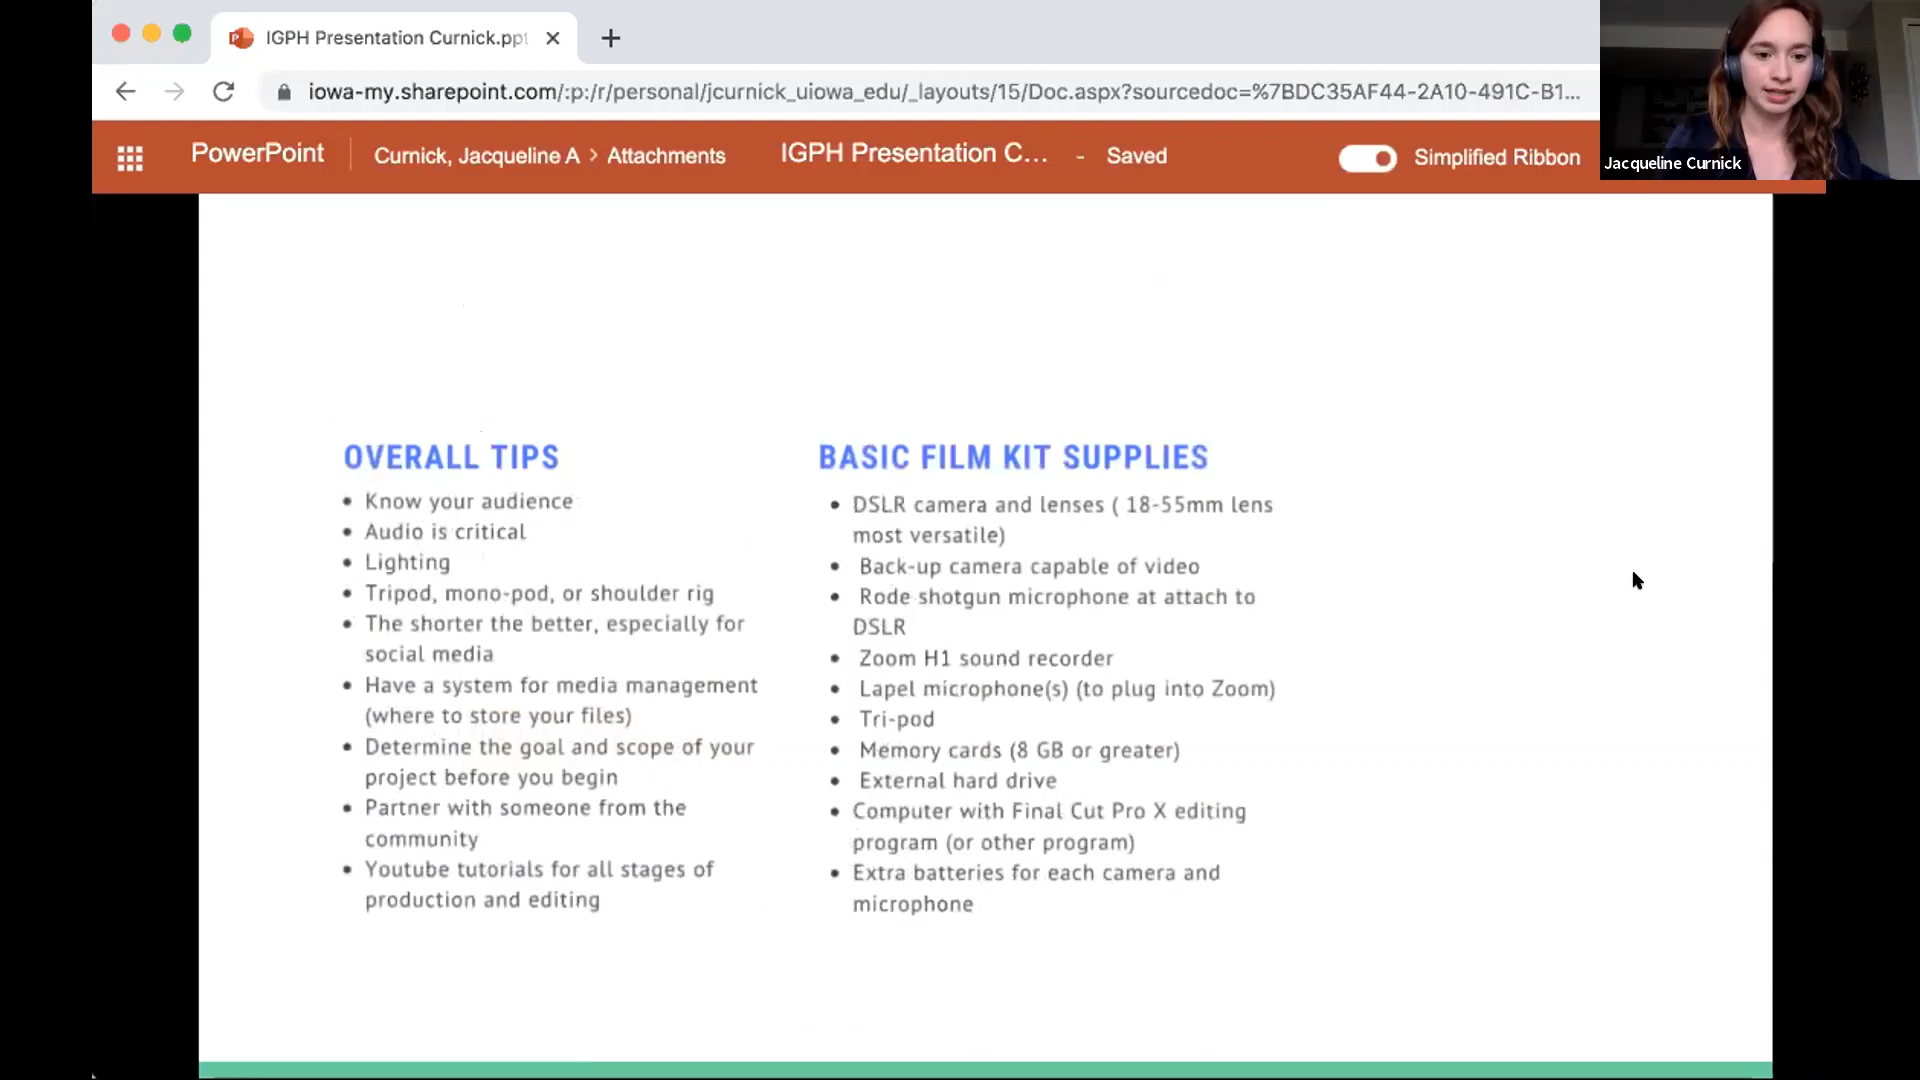 IGPH Presentation Curnick.ppt
iowa-my.sharepoint.com/:p:/r/personal/jcurnick_uiowa_edu/_layouts/15/Doc.aspx?sourcedoc=%7BDC35AF44-2A10-491C-B1...
PowerPoint
Curnick, Jacqueline A > Attachments
IGPH Presentation C... - Saved
Simplified Ribbon
Jacqueline Curnick
OVERALL TIPS
• Know your audience
• Audio is critical
• Lighting
• Tripod, mono-pod, or shoulder rig
• The shorter the better, especially for
social media
• Have a system for media management
(where to store your files)
• Determine the goal and scope of your
project before you begin
• Partner with someone from the
community
• Youtube tutorials for all stages of
production and editing
BASIC FILM KIT SUPPLIES
• DSLR camera and lenses ( 18-55mm lens
most versatile)
• Back-up camera capable of video
• Rode shotgun microphone at attach to
DSLR
• Zoom H1 sound recorder
• Lapel microphone(s) (to plug into Zoom)
• Tri-pod
• Memory cards (8 GB or greater)
• External hard drive
• Computer with Final Cut Pro X editing
program (or other program)
• Extra batteries for each camera and
microphone